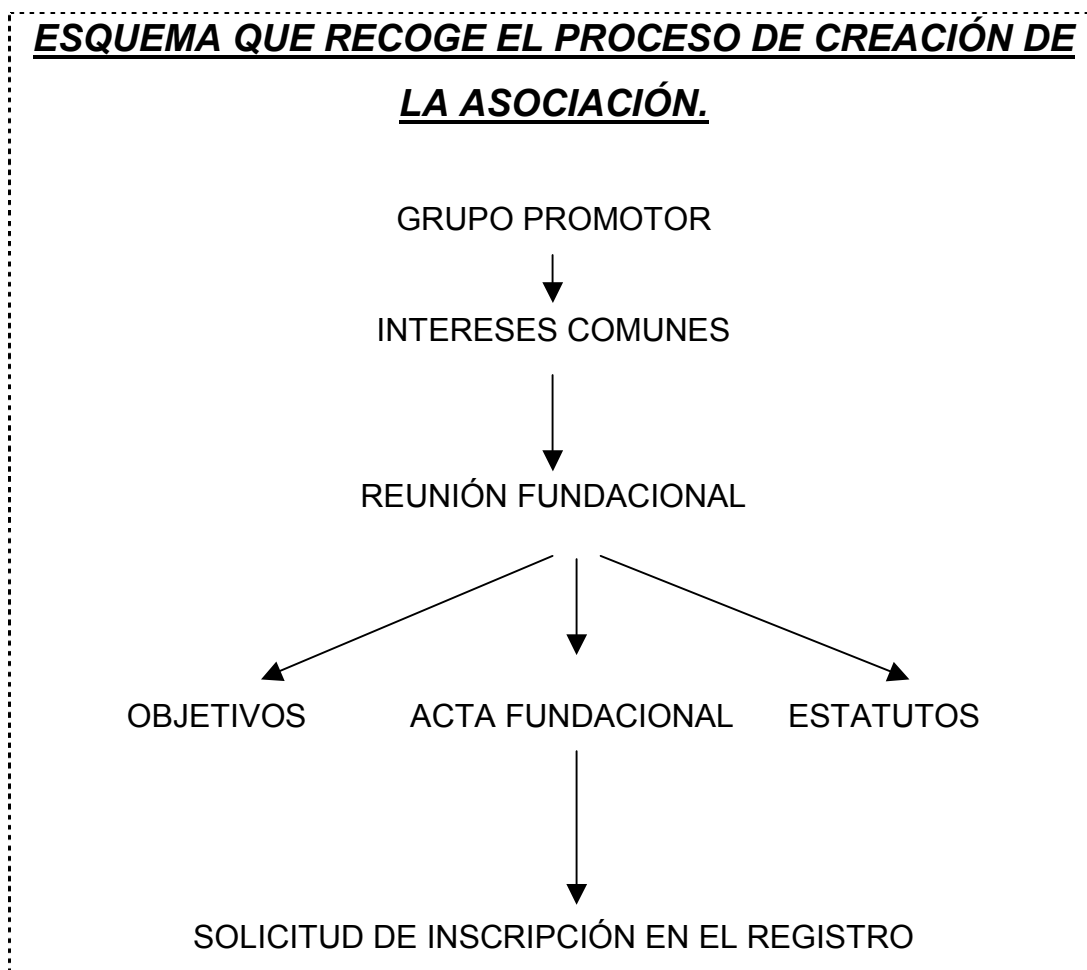 ESQUEMA QUE RECOGE EL PROCESO DE CREACIÓN DE
LA ASOCIACIÓN.
GRUPO PROMOTOR
INTERESES COMUNES
REUNIÓN FUNDACIONAL
OBJETIVOS ACTA FUNDACIONAL ESTATUTOS
SOLICITUD DE INSCRIPCIÓN EN EL REGISTRO